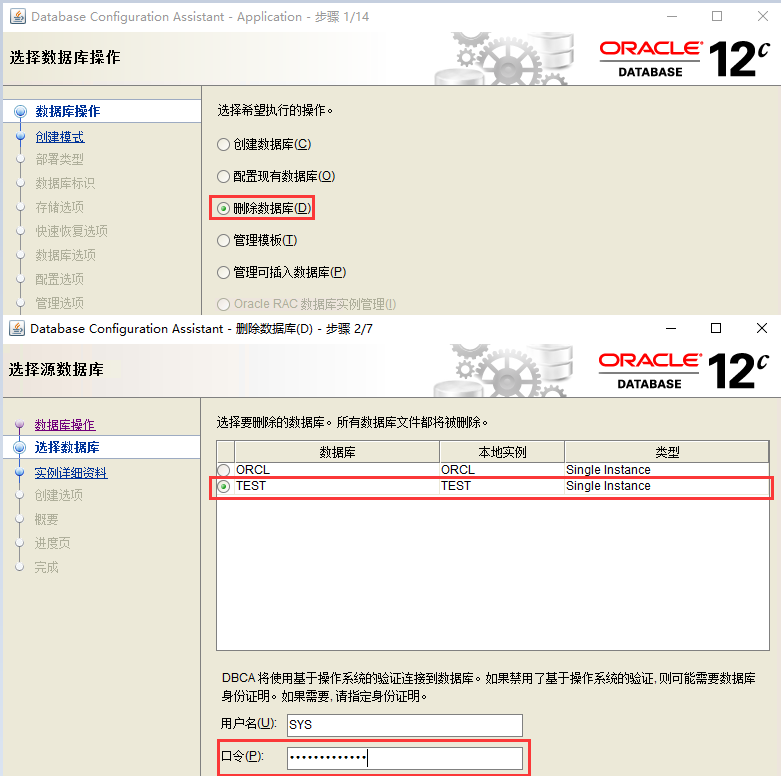 Database Configuration Assistant - Application - 步骤 1/14
选择数据库操作
ORACLE
DATABASE
12c
数据库操作
创建模式
部署类型
数据库标识
存储选项
快速恢复选项
数据库选项
配置选项
管理选项
选择希望执行的操作。
创建数据库(C)
配置现有数据库(O)
删除数据库(D)
管理模板(T)
管理可插入数据库(P)
Oracle RAC 数据库实例管理(I)
Database Configuration Assistant - 删除数据库(D) - 步骤 2/7
选择源数据库
ORACLE
DATABASE
12c
数据库操作
选择数据库
实例详细资料
创建选项
概要
进度页
完成
选择要删除的数据库。所有数据库文件都将被删除。
数据库 本地实例 类型
ORCL ORCL Single Instance
TEST TEST Single Instance
DBCA 将使用基于操作系统的验证连接到数据库。如果禁用了基于操作系统的验证,则可能需要数据库
身份证明。如果需要,请指定身份证明。
用户名(U): SYS
口令(P): •••••••••••••